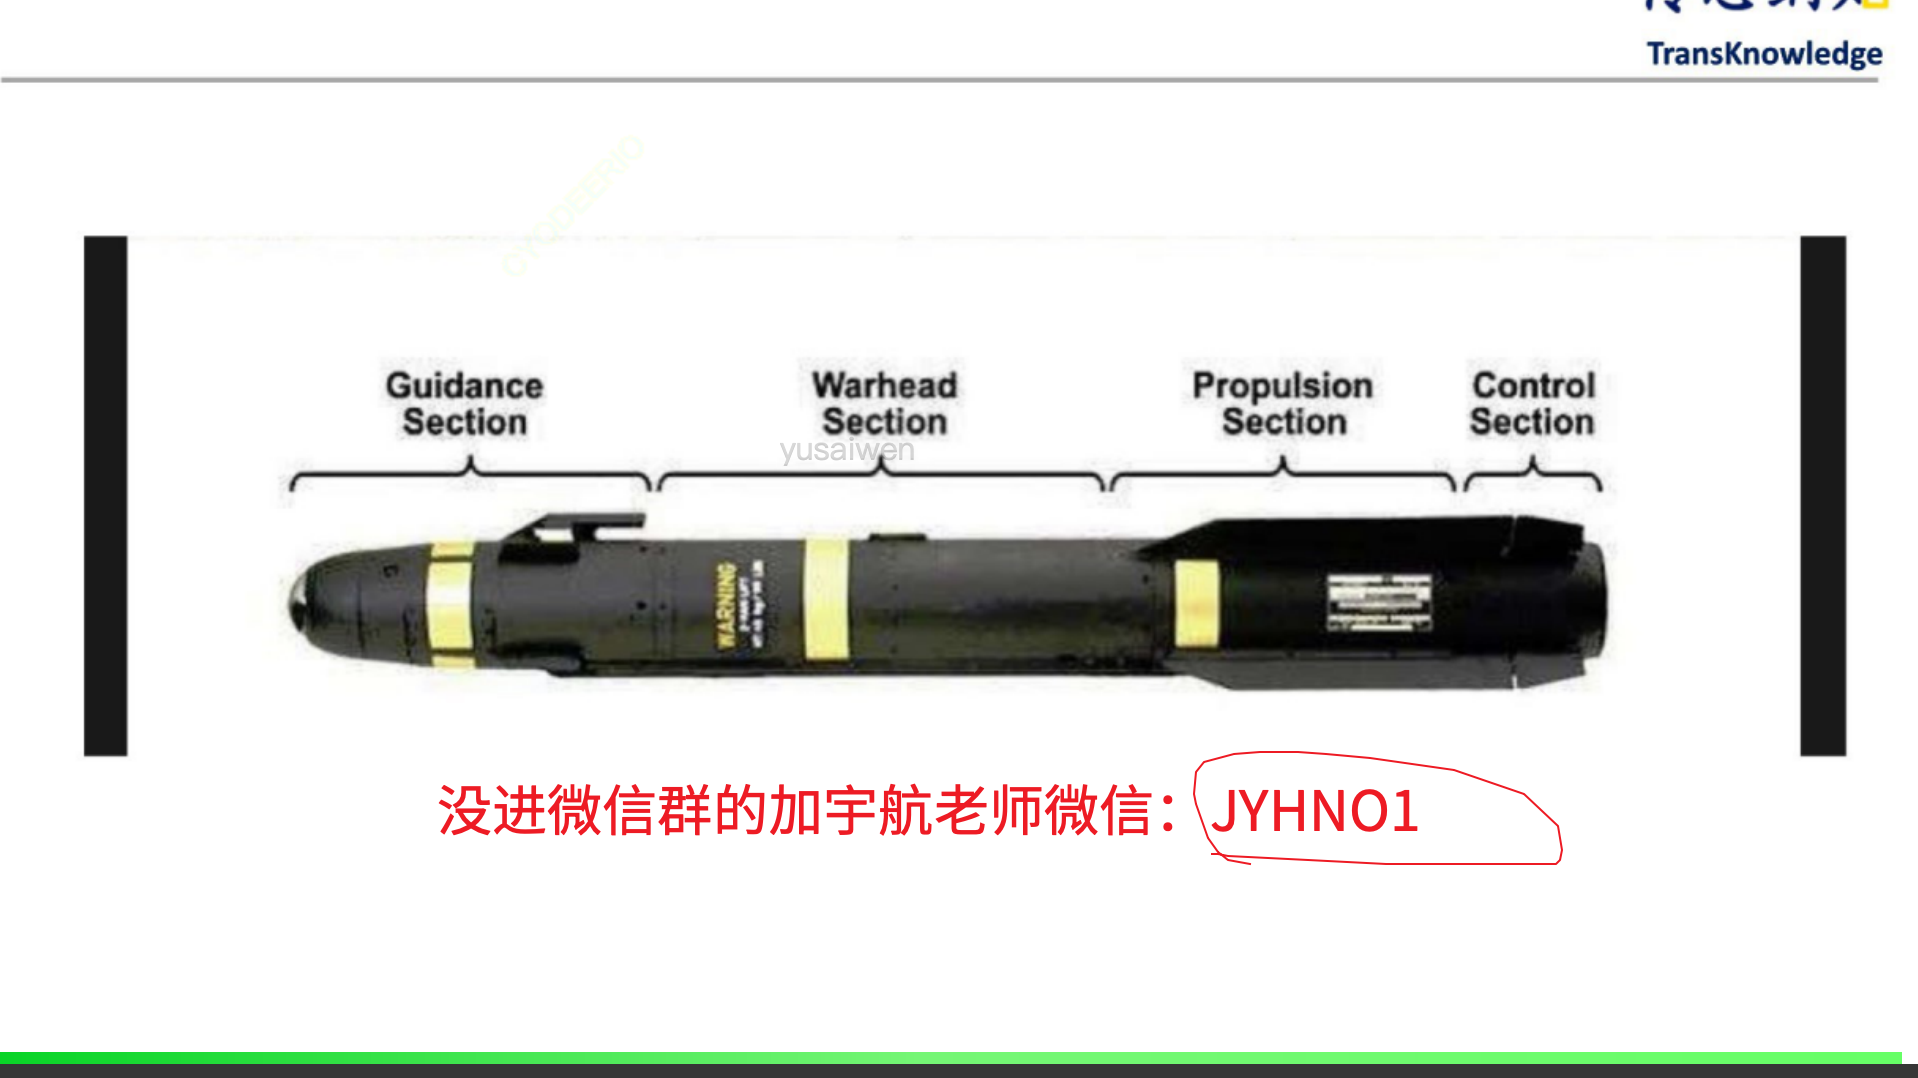 TransKnowledge
OTODEERIO
Guidance
Section
Warhead
Section
Propulsion
Section
Control
Section
yusaiwen
WARNING
没进微信群的加宇航老师微信：JYHNO1